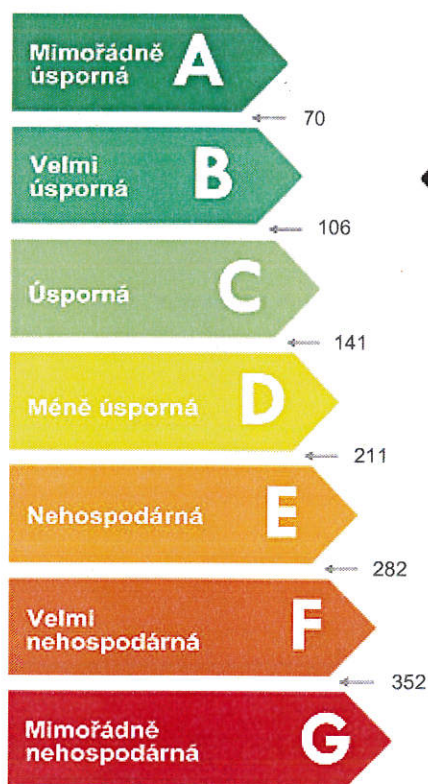 Mimořádně
úsporná
A
70
Velmi
úsporná
B
106
Úsporná
C
141
Méně úsporná
D
211
Nehospodárná
E
282
Velmi
nehospodárná
F
352
Mimořádně
nehospodárná
G